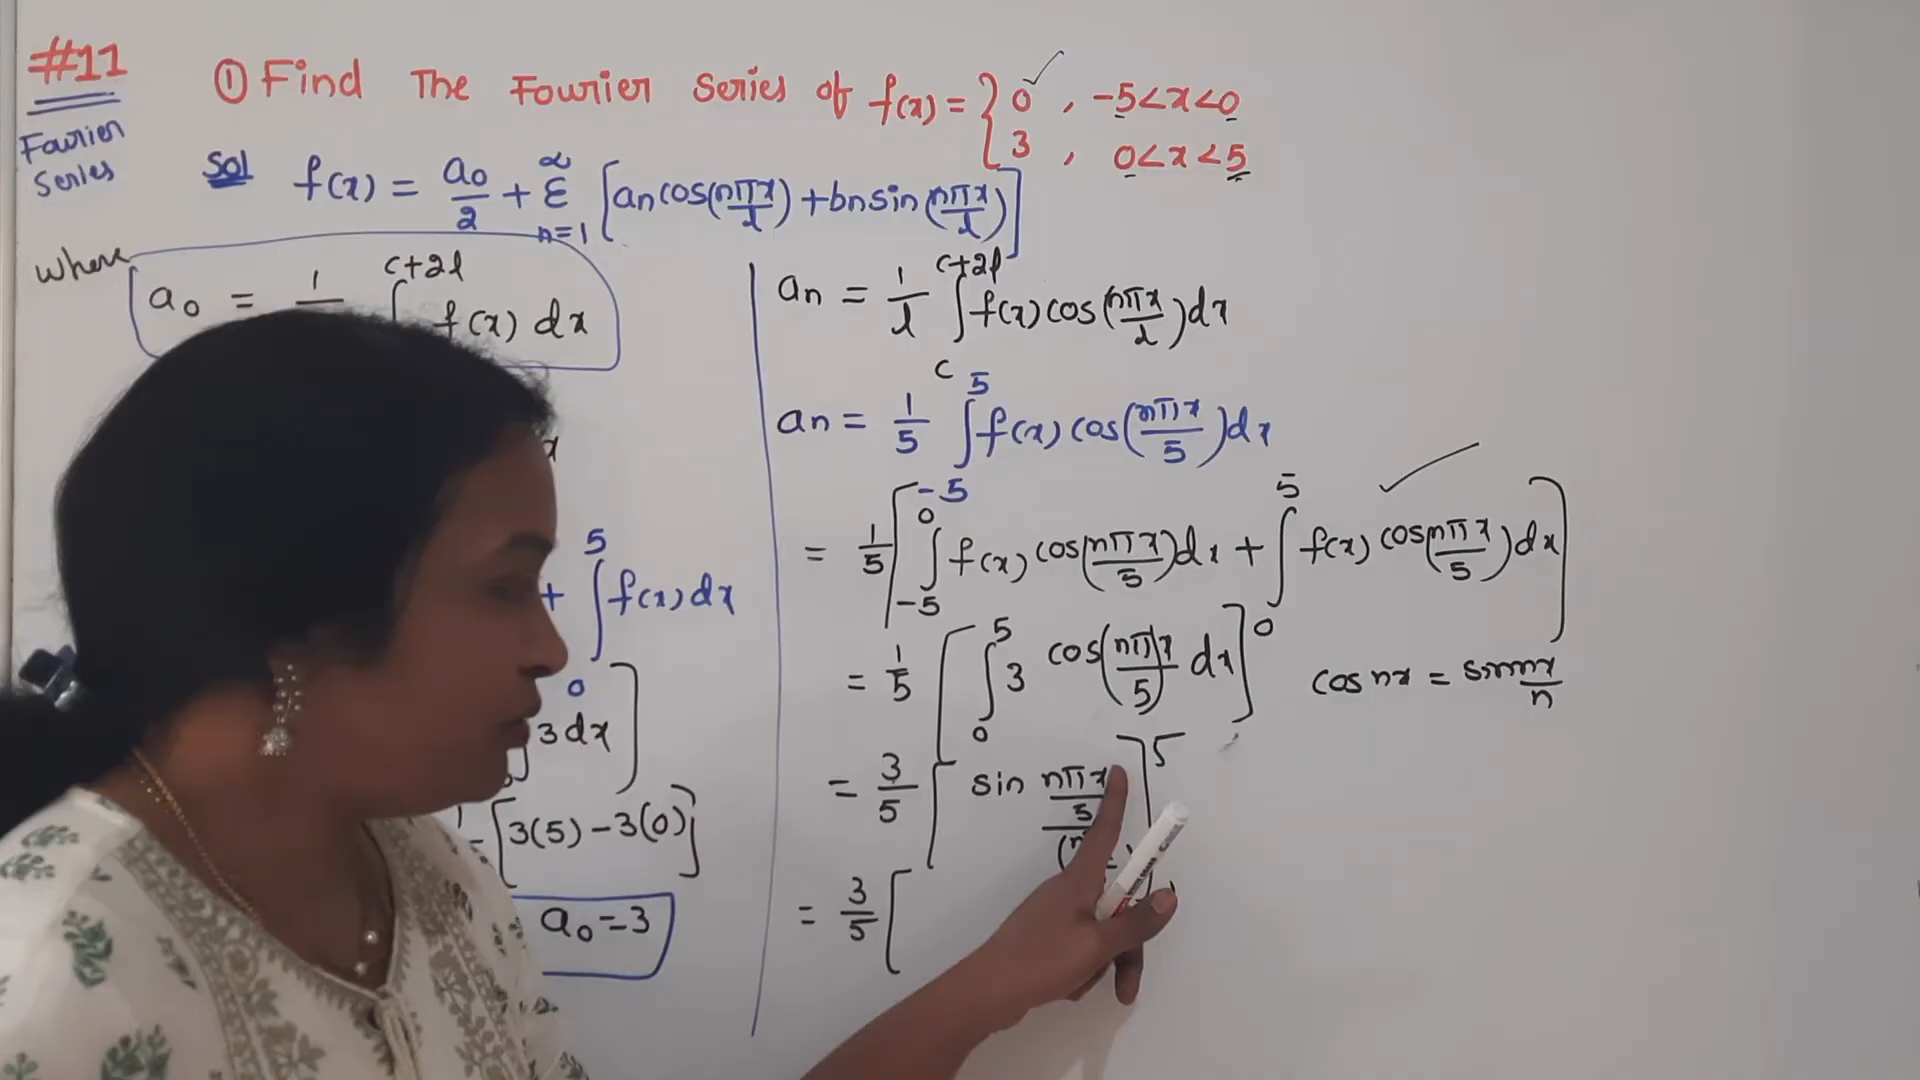 #11
Fourier
Series
① Find The Fourier Series of f(x) = { 0 , -5<x<0
3 , 0<x<5
Sol f(x) = a0/2 + Σ n=1 ∞ [an cos(nπx/l) + bn sin(nπx/l)]
where
a0 = 1 ∫ c+2l f(x) dx
x
5
+ ∫ f(x) dx
0
3dx
[3(5) - 3(0)]
a0 = 3
an = 1/l ∫ c c+2l f(x) cos(nπx/l) dx
an = 1/5 ∫ -5 5 f(x) cos(nπx/5) dx
= 1/5 [ ∫ -5 0 f(x) cos(nπx/5) dx + ∫ 0 5 f(x) cos(nπx/5) dx ]
= 1/5 [ ∫ 0 5 3 cos(nπx/5) dx ] cos nx = sin nx/n
= 3/5 [ sin nπx/5 ] 5
= 3/5 [